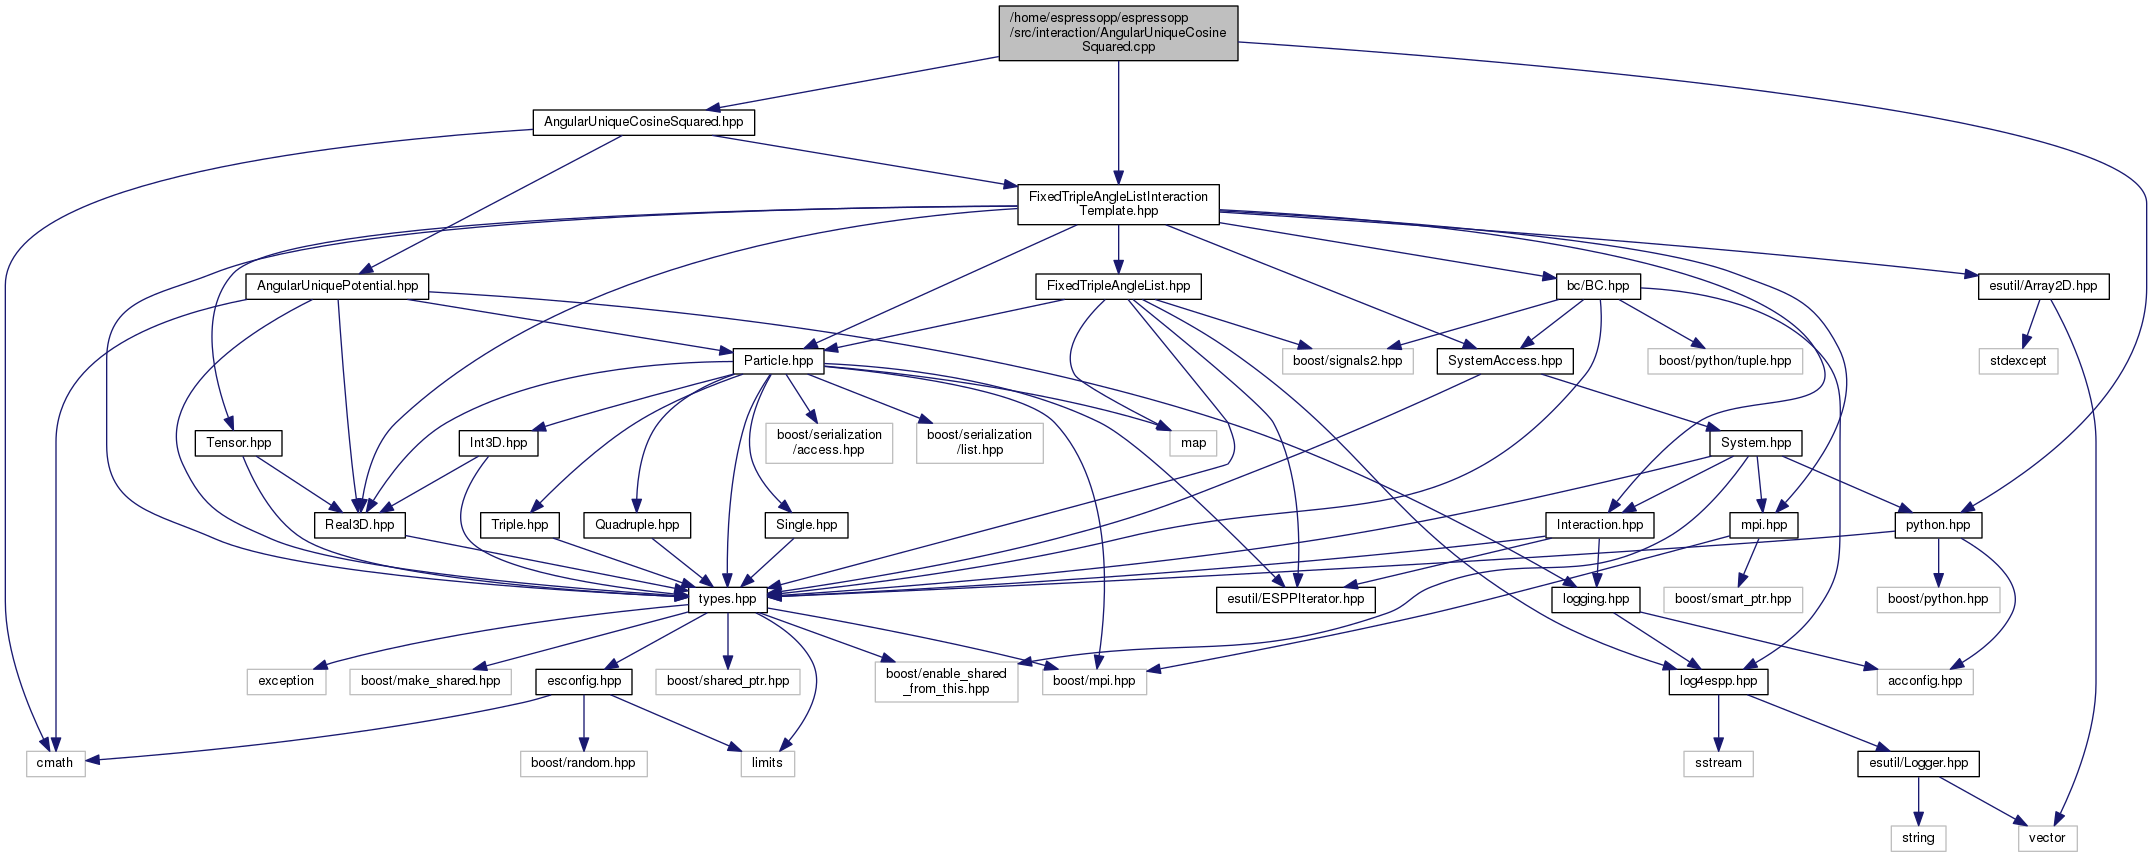 /home/espressopp/espressopp
/src/interaction/AngularUniqueCosine
Squared.cpp
AngularUniqueCosineSquared.hpp
FixedTripleAngleListInteraction
Template.hpp
AngularUniquePotential.hpp
FixedTripleAngleList.hpp
bc/BC.hpp
esutil/Array2D.hpp
Particle.hpp
boost/signals2.hpp
SystemAccess.hpp
boost/python/tuple.hpp
stdexcept
Tensor.hpp
Int3D.hpp
boost/serialization
/access.hpp
boost/serialization
/list.hpp
map
System.hpp
Real3D.hpp
Triple.hpp
Quadruple.hpp
Single.hpp
Interaction.hpp
mpi.hpp
python.hpp
types.hpp
esutil/ESPPIterator.hpp
logging.hpp
boost/smart_ptr.hpp
boost/python.hpp
exception
boost/make_shared.hpp
esconfig.hpp
boost/shared_ptr.hpp
boost/enable_shared
_from_this.hpp
boost/mpi.hpp
log4espp.hpp
acconfig.hpp
cmath
boost/random.hpp
limits
sstream
esutil/Logger.hpp
string
vector